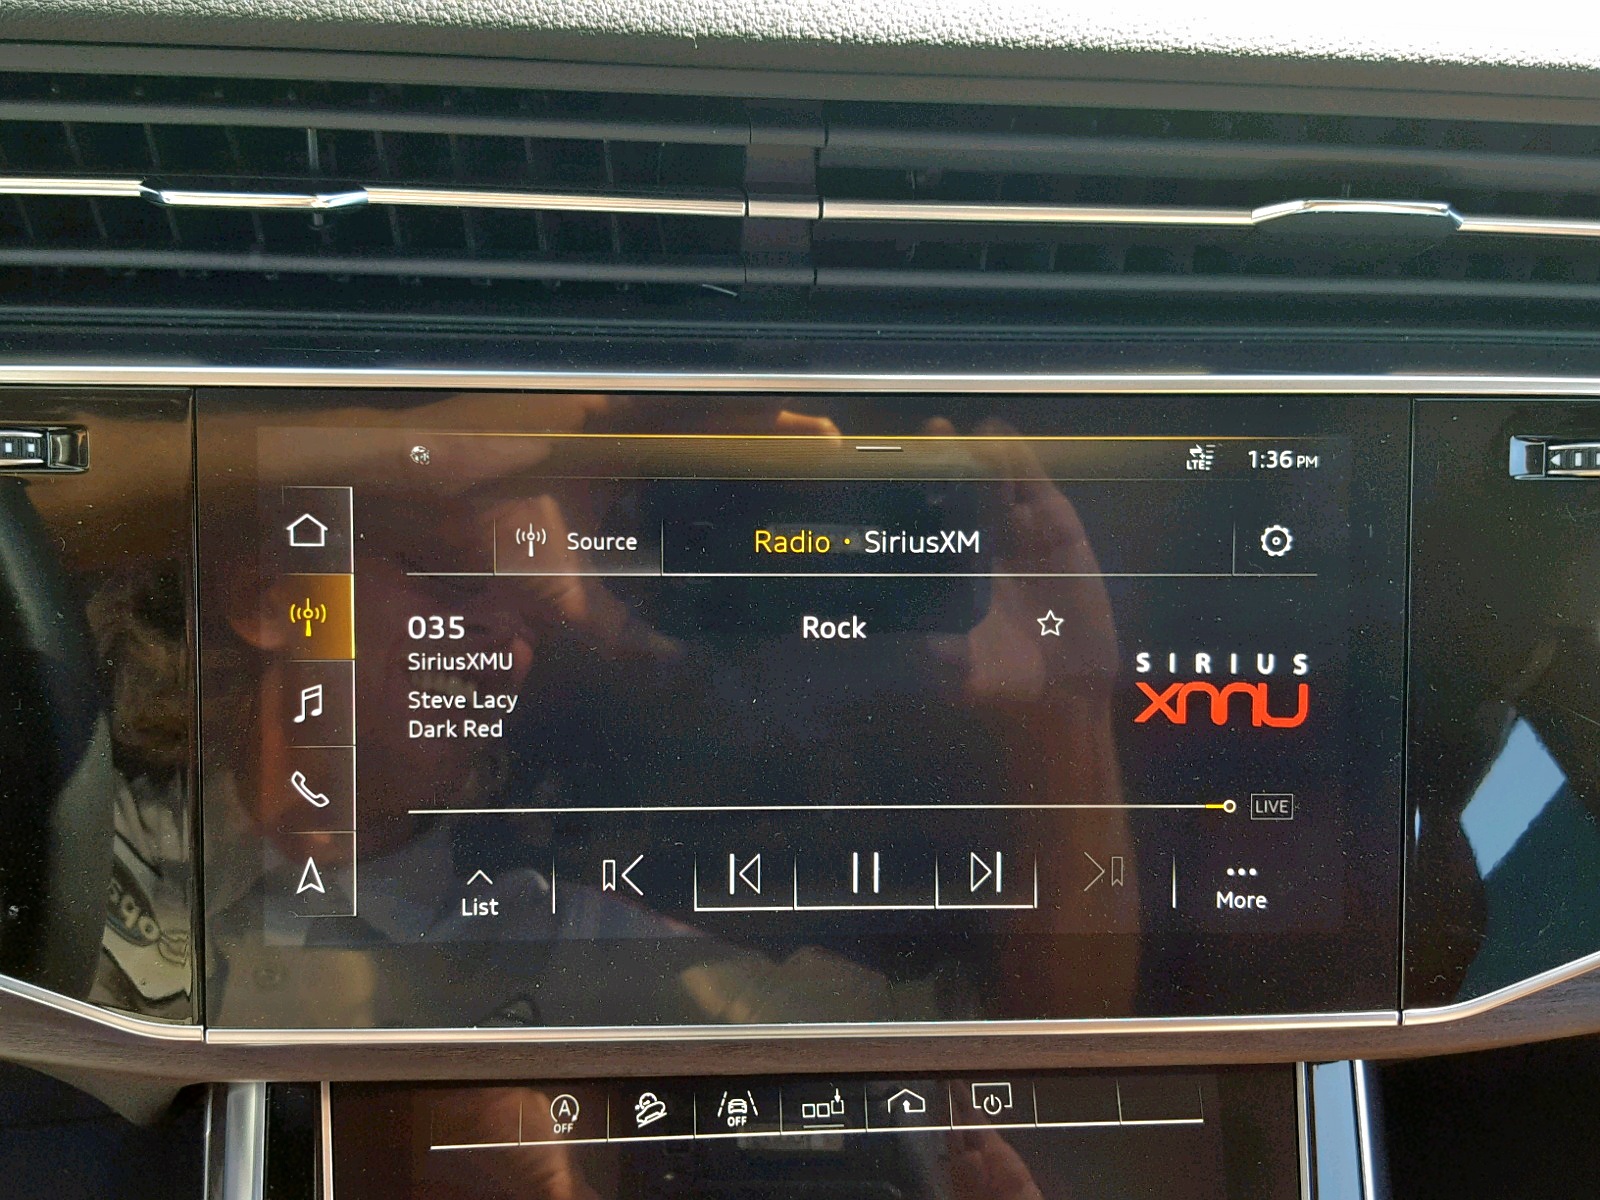 LTE 1:36 PM
Source
Radio • SiriusXM
035
Rock
SiriusXMU
Steve Lacy
Dark Red
SIRIUS
XMU
LIVE
List
More
A
OFF
OFF